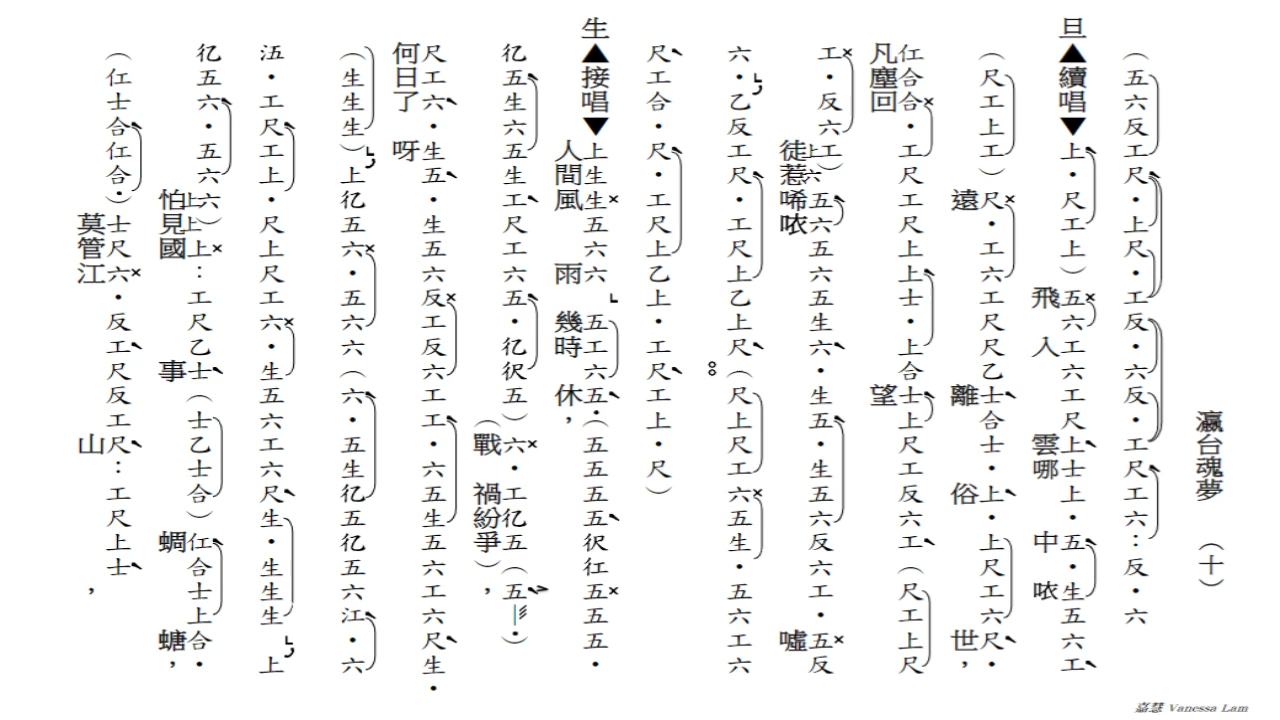 瀛台魂夢 （十）
（五六反工尺・上尺・工反・六反・工尺工六：反・六
旦▲續唱▼上・尺工上）五六工六工尺上士上・五・生五六工
飛入雲哪中哝
（尺工上工）尺・工六工尺尺乙士合士・上・上尺工六尺・
遠離俗世，
仜合合・工尺工尺上上士・上合士上尺工反六工（尺工上尺
凡塵回望
工・反六工）上六五六五六五生六・生五・生五六反六工・五反
徒惹唏哝噓
六・乙反工尺・工尺上乙上尺（尺上尺工六五生・五六工六
尺工合・尺・工尺上乙上・工尺工上・尺）
生▲接唱▼上生生五六六五工六五・（五五五五伬仜五五五・
人間風雨幾時休，
亿五生六五生工尺工六五・亿伬五）六・工亿五（五・）
（戰禍紛爭），
尺工六・生五・生五六反工反六工工・六五生五六工六尺生・
何日了呀
（生生生）上亿五六・五六六（六・五生亿五亿五六・六
・工尺工上・尺上尺工六・生五六工六尺生・生生生上
亿五六・五六六）上上上：工尺乙士（士乙士合）仜合士上合・
怕見國事蜩螗，
（仜士合仜合・）士尺六・反工尺反工尺：工尺上士
莫管江山，
嘉慧 Vanessa Lam